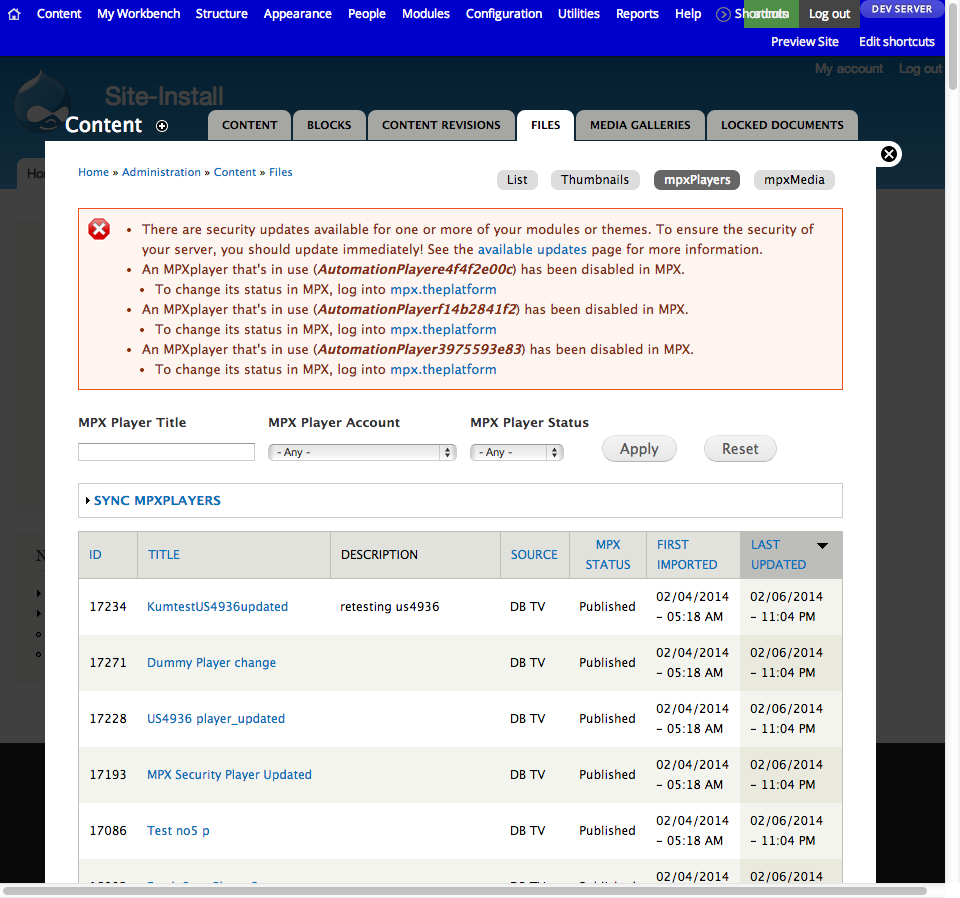 Content My Workbench Structure Appearance People Modules Configuration Utilities Reports Help Log out DEV SERVER
Preview Site Edit shortcuts
My account Log out
Site-Install
Content CONTENT BLOCKS CONTENT REVISIONS FILES MEDIA GALLERIES LOCKED DOCUMENTS
Home » Administration » Content » Files List Thumbnails mpxPlayers mpxMedia
• There are security updates available for one or more of your modules or themes. To ensure the security of
your server, you should update immediately! See the available updates page for more information.
• An MPXplayer that's in use (AutomationPlayere4f4f2e00c) has been disabled in MPX.
• To change its status in MPX, log into mpx.theplatform
• An MPXplayer that's in use (AutomationPlayerf14b2841f2) has been disabled in MPX.
• To change its status in MPX, log into mpx.theplatform
• An MPXplayer that's in use (AutomationPlayer3975593e83) has been disabled in MPX.
• To change its status in MPX, log into mpx.theplatform
MPX Player Title MPX Player Account MPX Player Status
- Any - - Any - Apply Reset
SYNC MPXPLAYERS
ID TITLE DESCRIPTION SOURCE MPX STATUS FIRST IMPORTED LAST UPDATED
17234 KumtestUS4936updated retesting us4936 DB TV Published 02/04/2014 - 05:18 AM 02/06/2014 - 11:04 PM
17271 Dummy Player change DB TV Published 02/04/2014 - 05:18 AM 02/06/2014 - 11:04 PM
17228 US4936 player_updated DB TV Published 02/04/2014 - 05:18 AM 02/06/2014 - 11:04 PM
17193 MPX Security Player Updated DB TV Published 02/04/2014 - 05:18 AM 02/06/2014 - 11:04 PM
17086 Test no5 p DB TV Published 02/04/2014 - 05:18 AM 02/06/2014 - 11:04 PM
02/04/2014 02/06/2014